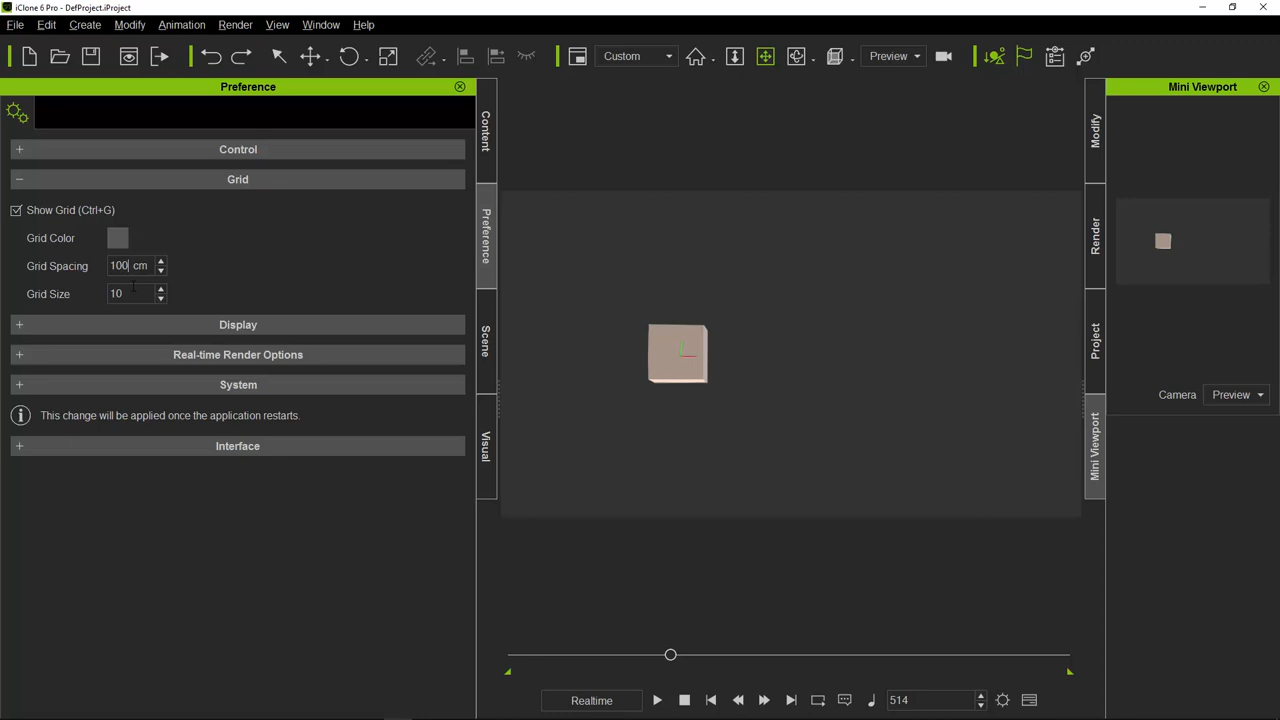 iClone 6 Pro - DefProject.iProject
File Edit Create Modify Animation Render View Window Help
Custom
Preview
Preference
Mini Viewport
Control
Grid
Show Grid (Ctrl+G)
Grid Color
Grid Spacing 100 cm
Grid Size 10
Display
Real-time Render Options
System
This change will be applied once the application restarts.
Interface
Content
Preference
Scene
Visual
Modify
Render
Project
Mini Viewport
Camera Preview
Realtime
514